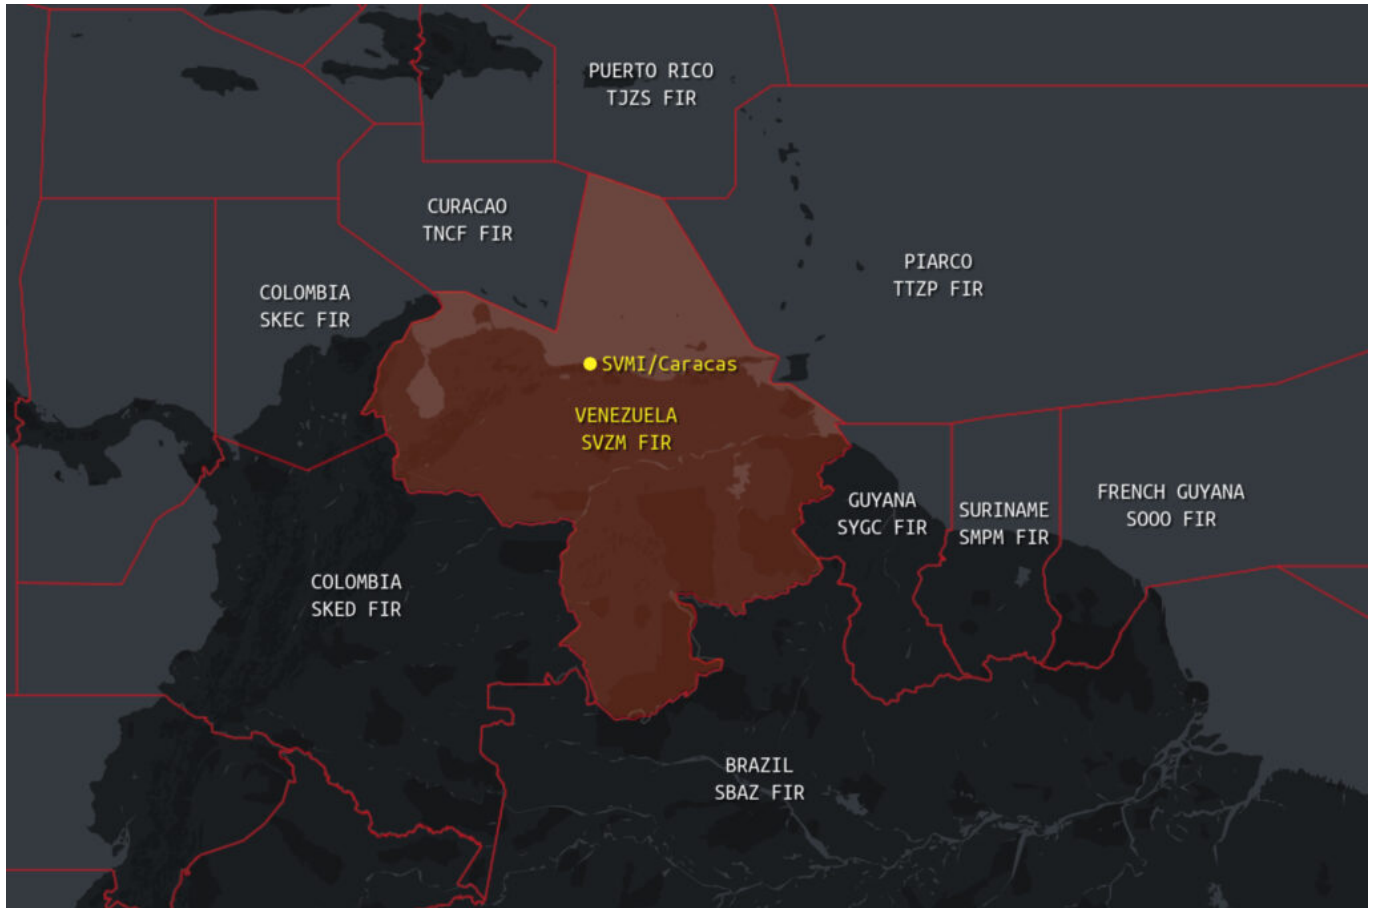 PUERTO RICO
TJZS FIR
CURACAO
TNCF FIR
PIARCO
TTZP FIR
COLOMBIA
SKEC FIR
SVMI/Caracas
VENEZUELA
SVZM FIR
GUYANA
SYGC FIR
SURINAME
SMPM FIR
FRENCH GUYANA
SOOO FIR
COLOMBIA
SKED FIR
BRAZIL
SBAZ FIR